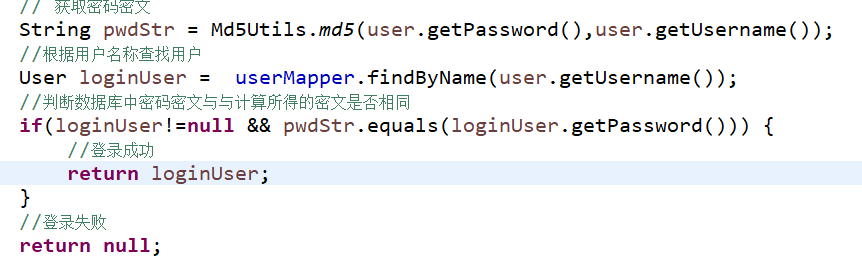 // 获取密码密文
String pwdStr = Md5Utils.md5(user.getPassword(),user.getUsername());
//根据用户名称查找用户
User loginUser =  userMapper.findByName(user.getUsername());
//判断数据库中密码密文与与计算所得的密文是否相同
if(loginUser!=null && pwdStr.equals(loginUser.getPassword())) {
//登录成功
return loginUser;
}
//登录失败
return null;